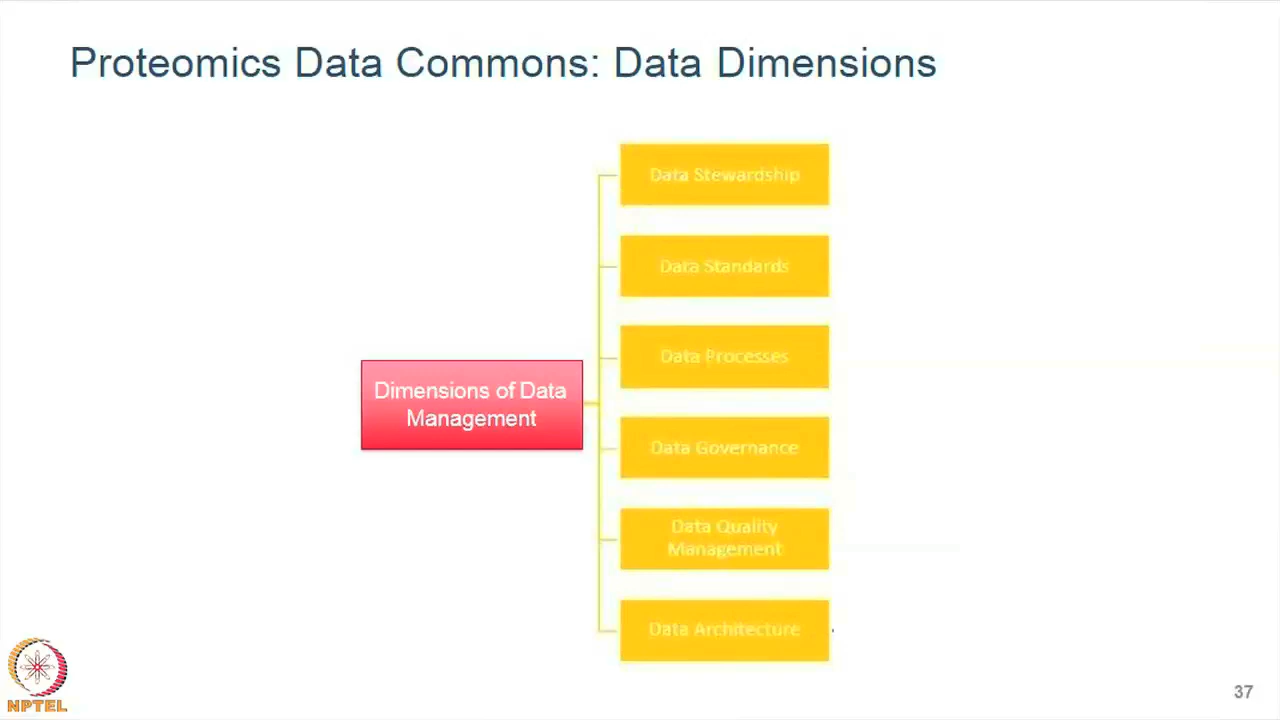 Proteomics Data Commons: Data Dimensions
Dimensions of Data
Management
Data Stewardship
Data Standards
Data Processes
Data Governance
Data Quality
Management
Data Architecture
NPTEL
37